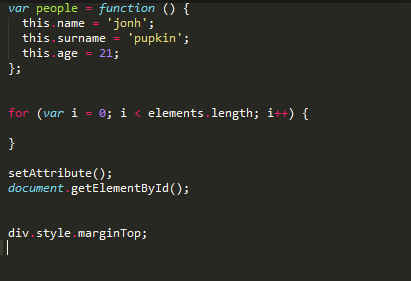 var people = function () {
this.name = 'jonh';
this.surname = 'pupkin';
this.age = 21;
};
for (var i = 0; i < elements.length; i++) {
}
setAttribute();
document.getElementById();
div.style.marginTop;